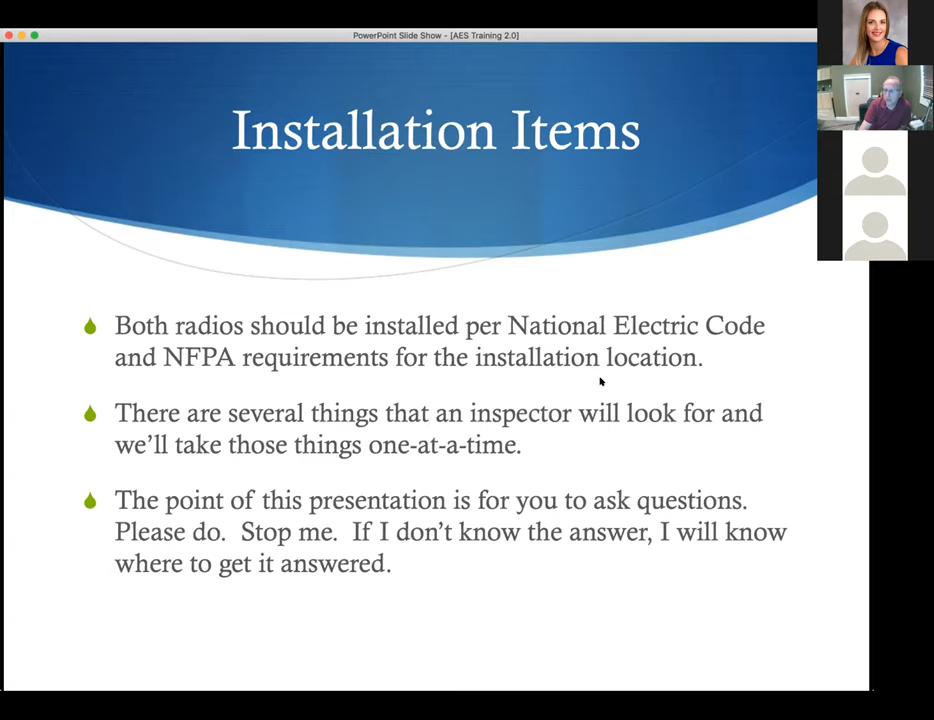 PowerPoint Slide Show - [AES Training 2.0]
Installation Items
Both radios should be installed per National Electric Code
and NFPA requirements for the installation location.
There are several things that an inspector will look for and
we’ll take those things one-at-a-time.
The point of this presentation is for you to ask questions.
Please do.  Stop me.  If I don’t know the answer, I will know
where to get it answered.